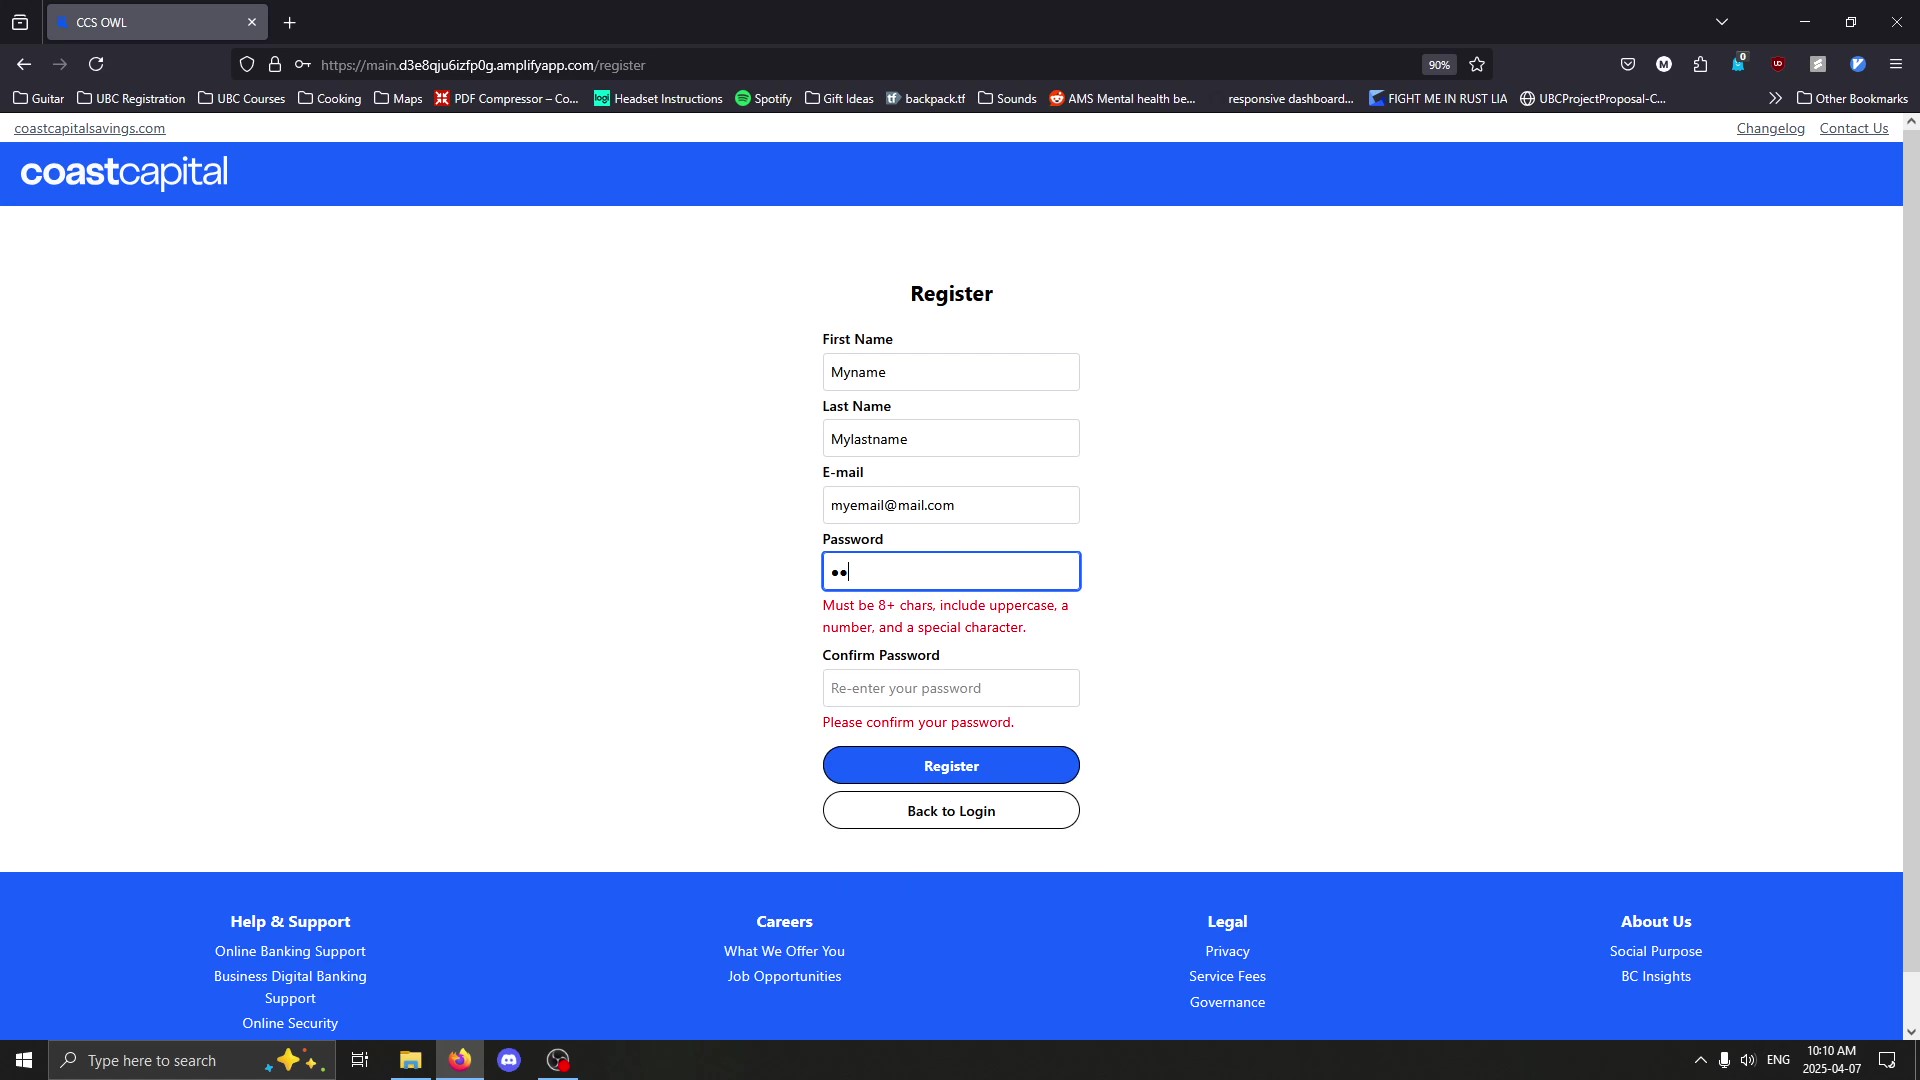 CCS OWL
https://main.d3e8qju6izfp0g.amplifyapp.com/register
90%
M
0
Guitar
UBC Registration
UBC Courses
Cooking
Maps
PDF Compressor – Co...
logi
Headset Instructions
Spotify
Gift Ideas
tf
backpack.tf
Sounds
AMS Mental health be...
responsive dashboard...
FIGHT ME IN RUST LIA
UBCProjectProposal-C...
Other Bookmarks
coastcapitalsavings.com
Changelog
Contact Us
coastcapital
Register
First Name
Myname
Last Name
Mylastname
E-mail
myemail@mail.com
Password
●●
Must be 8+ chars, include uppercase, a
number, and a special character.
Confirm Password
Re-enter your password
Please confirm your password.
Register
Back to Login
Help & Support
Online Banking Support
Business Digital Banking
Support
Online Security
Careers
What We Offer You
Job Opportunities
Legal
Privacy
Service Fees
Governance
About Us
Social Purpose
BC Insights
Type here to search
ENG
10:10 AM
2025-04-07